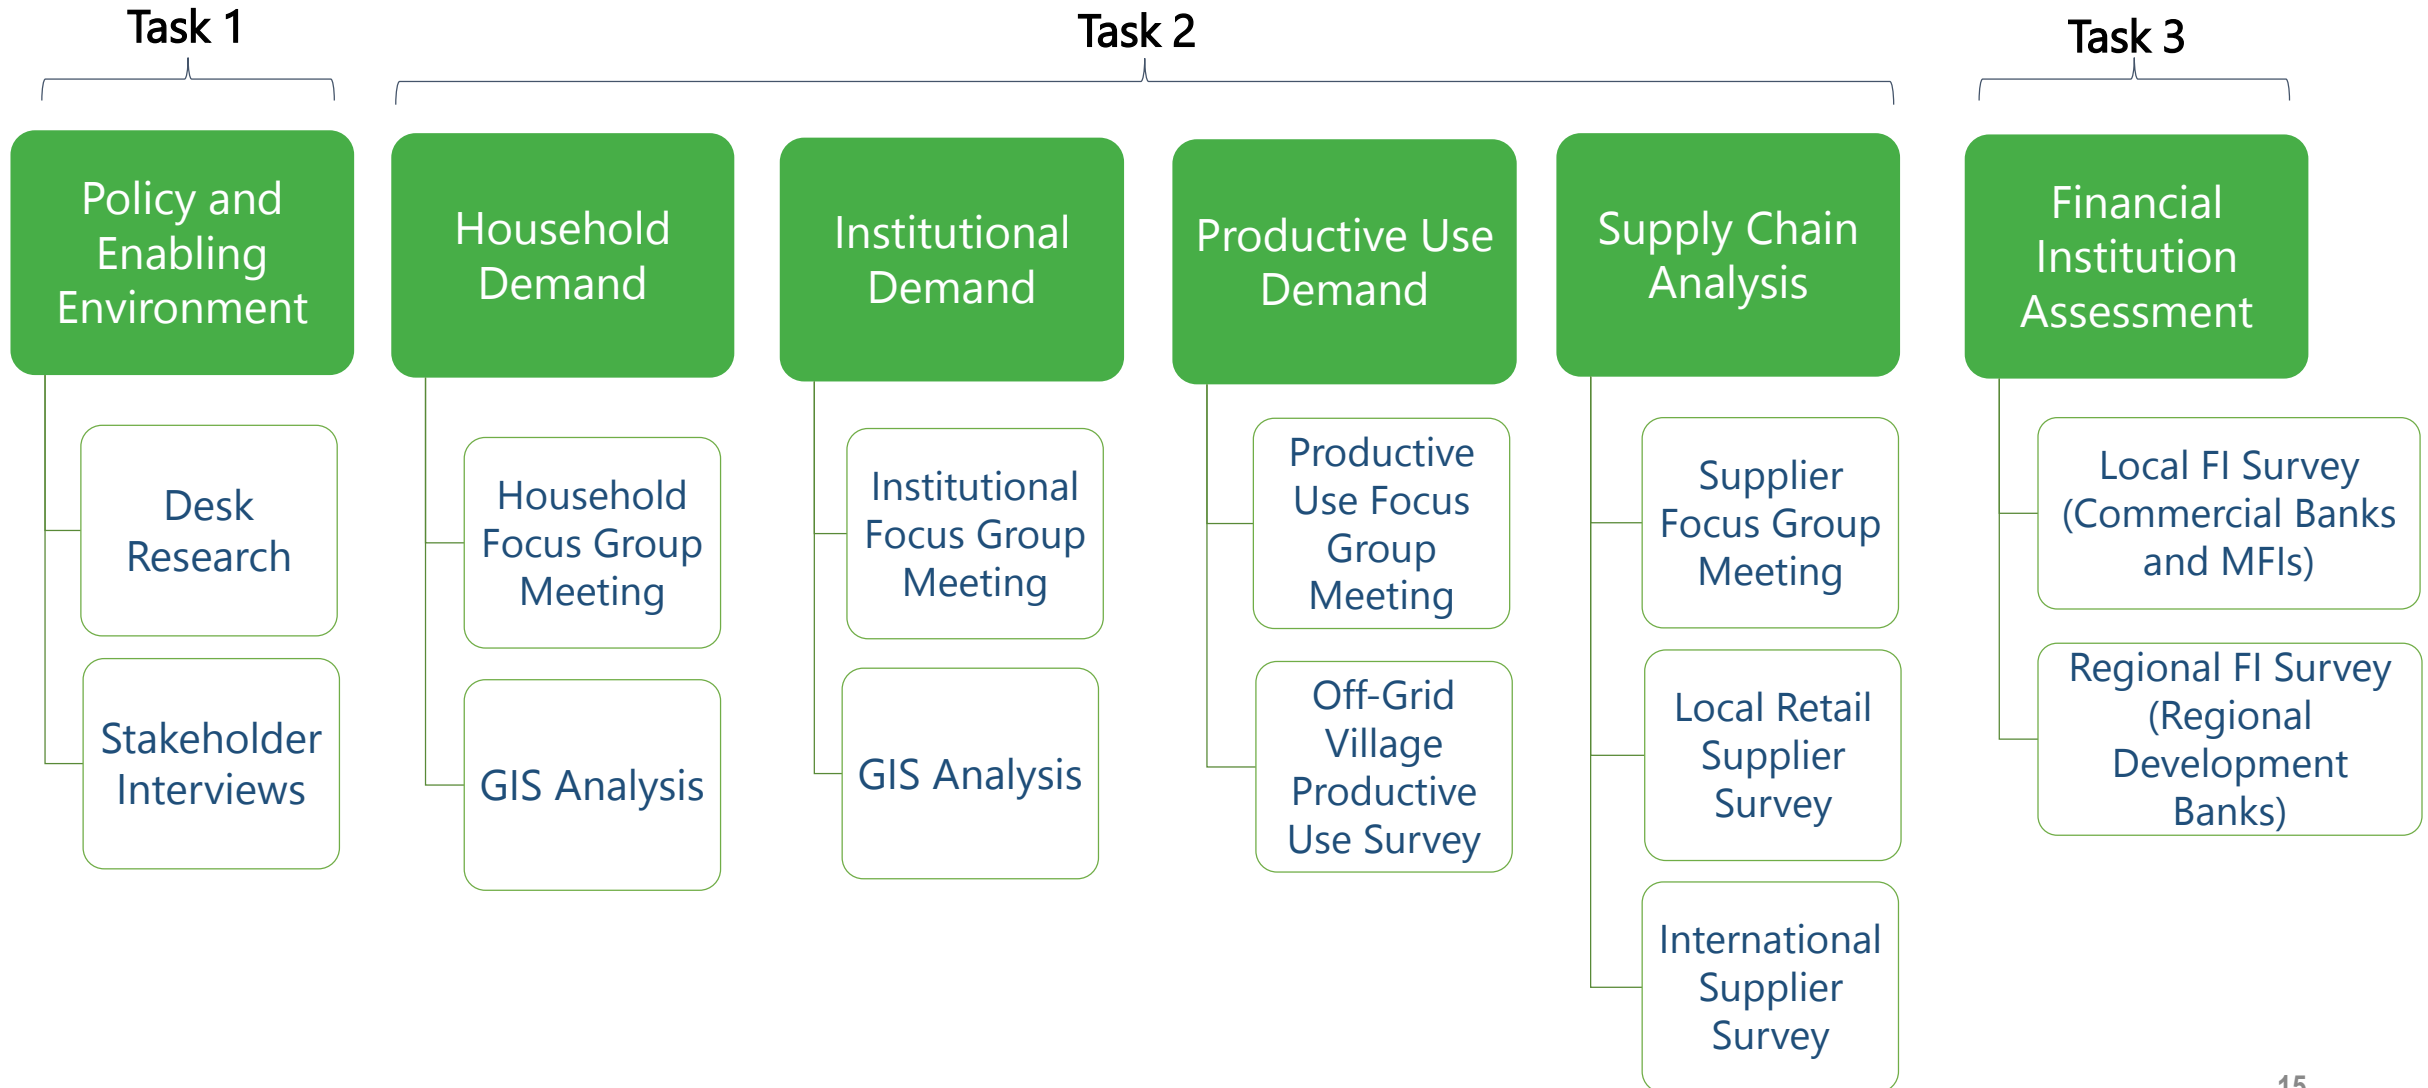 Task 1
Task 2
Task 3
Policy and
Enabling
Environment
Household
Demand
Institutional
Demand
Productive Use
Demand
Supply Chain
Analysis
Financial
Institution
Assessment
Desk
Research
Stakeholder
Interviews
Household
Focus Group
Meeting
GIS Analysis
Institutional
Focus Group
Meeting
GIS Analysis
Productive
Use Focus
Group
Meeting
Off-Grid
Village
Productive
Use Survey
Supplier
Focus Group
Meeting
Local Retail
Supplier
Survey
International
Supplier
Survey
Local FI Survey
(Commercial Banks
and MFIs)
Regional FI Survey
(Regional
Development
Banks)
15